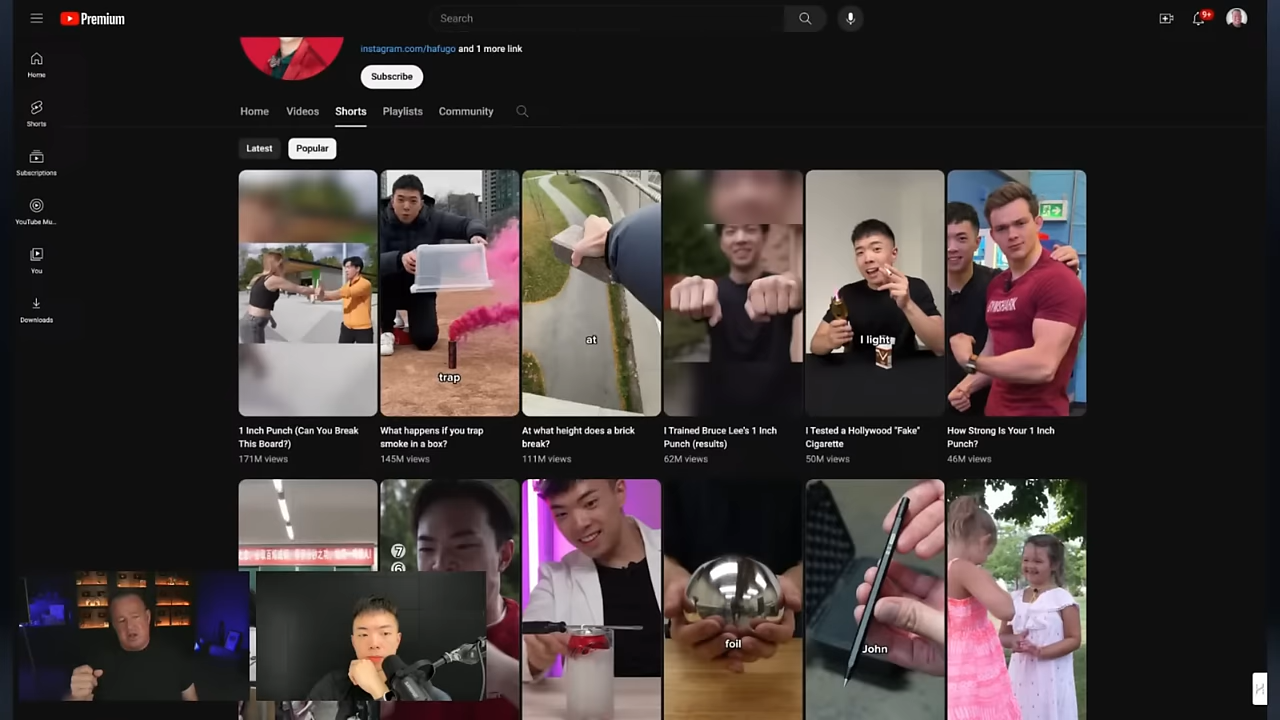 Premium
Search
9+
Home
Shorts
Subscriptions
YouTube Mu...
You
Downloads
instagram.com/hafugo and 1 more link
Subscribe
Home Videos Shorts Playlists Community
Latest Popular
trap
at
I light
1 Inch Punch (Can You Break This Board?)
171M views
What happens if you trap smoke in a box?
145M views
At what height does a brick break?
111M views
I Trained Bruce Lee's 1 Inch Punch (results)
62M views
I Tested a Hollywood "Fake" Cigarette
50M views
How Strong Is Your 1 Inch Punch?
46M views
⑦
⑥
foil
John